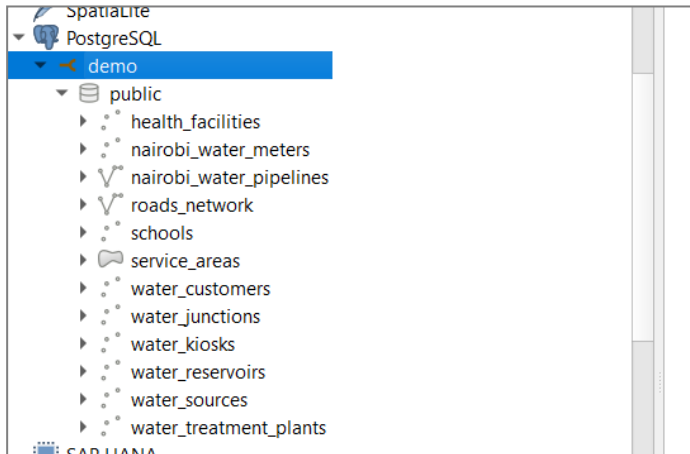 SpatiaLite
PostgreSQL
demo
public
health_facilities
nairobi_water_meters
nairobi_water_pipelines
roads_network
schools
service_areas
water_customers
water_junctions
water_kiosks
water_reservoirs
water_sources
water_treatment_plants
SAP HANA